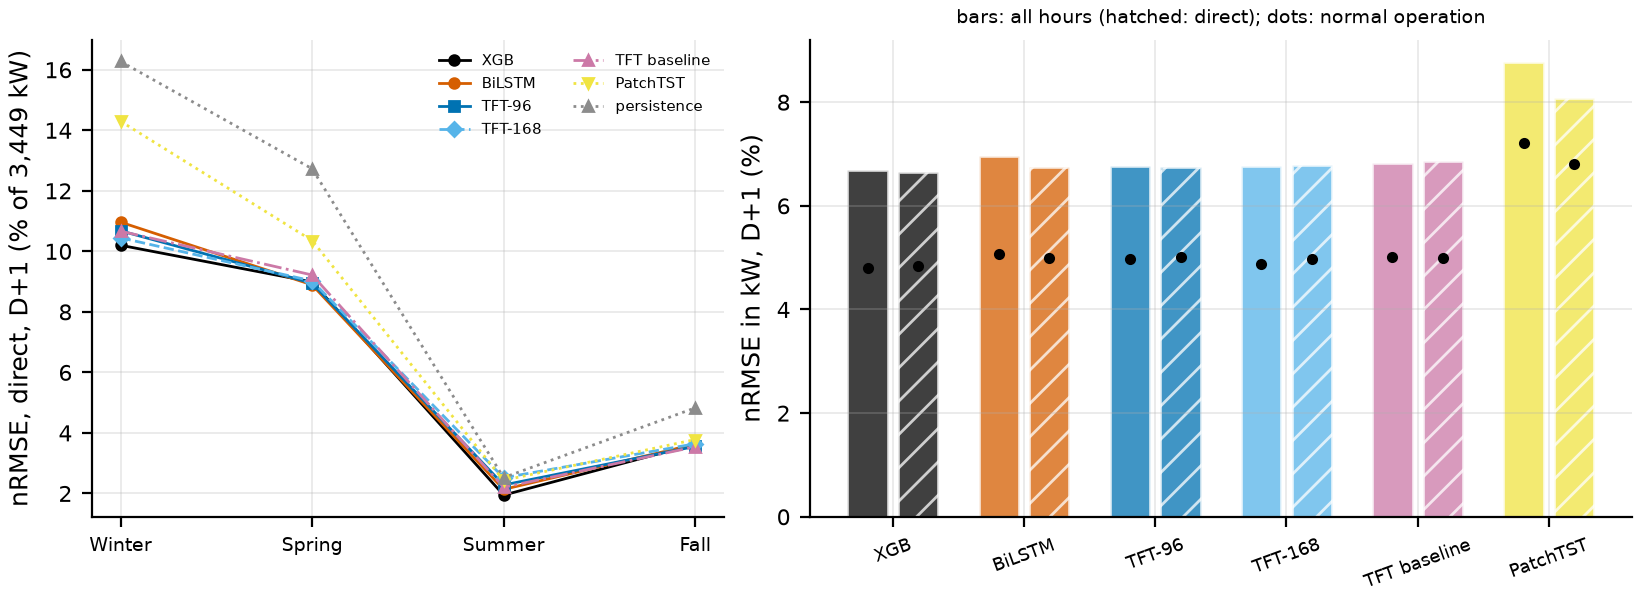 bars: all hours (hatched: direct); dots: normal operation
nRMSE, direct, D+1 (% of 3,449 kW)
16
14
12
10
8
6
4
2
Winter
Spring
Summer
Fall
XGB
BiLSTM
TFT-96
TFT-168
TFT baseline
PatchTST
persistence
nRMSE in kW, D+1 (%)
8
6
4
2
0
XGB
BiLSTM
TFT-96
TFT-168
TFT baseline
PatchTST